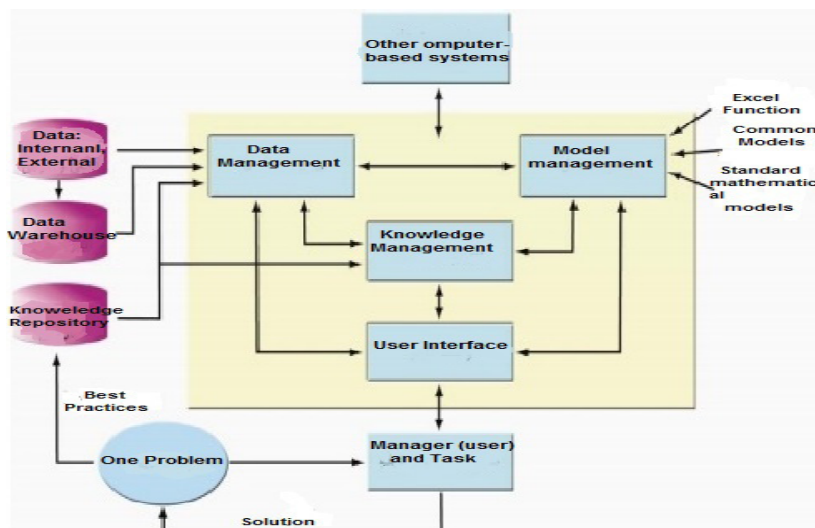 Other omputer-
based systems
Excel
Function
Data:
Internanl,
External
Data
Management
Model
management
Common
Models
Standard
mathematic
al
models
Data
Warehouse
Knowledge
Management
Knoweledge
Repository
User Interface
Best
Practices
Manager (user)
and Task
One Problem
Solution